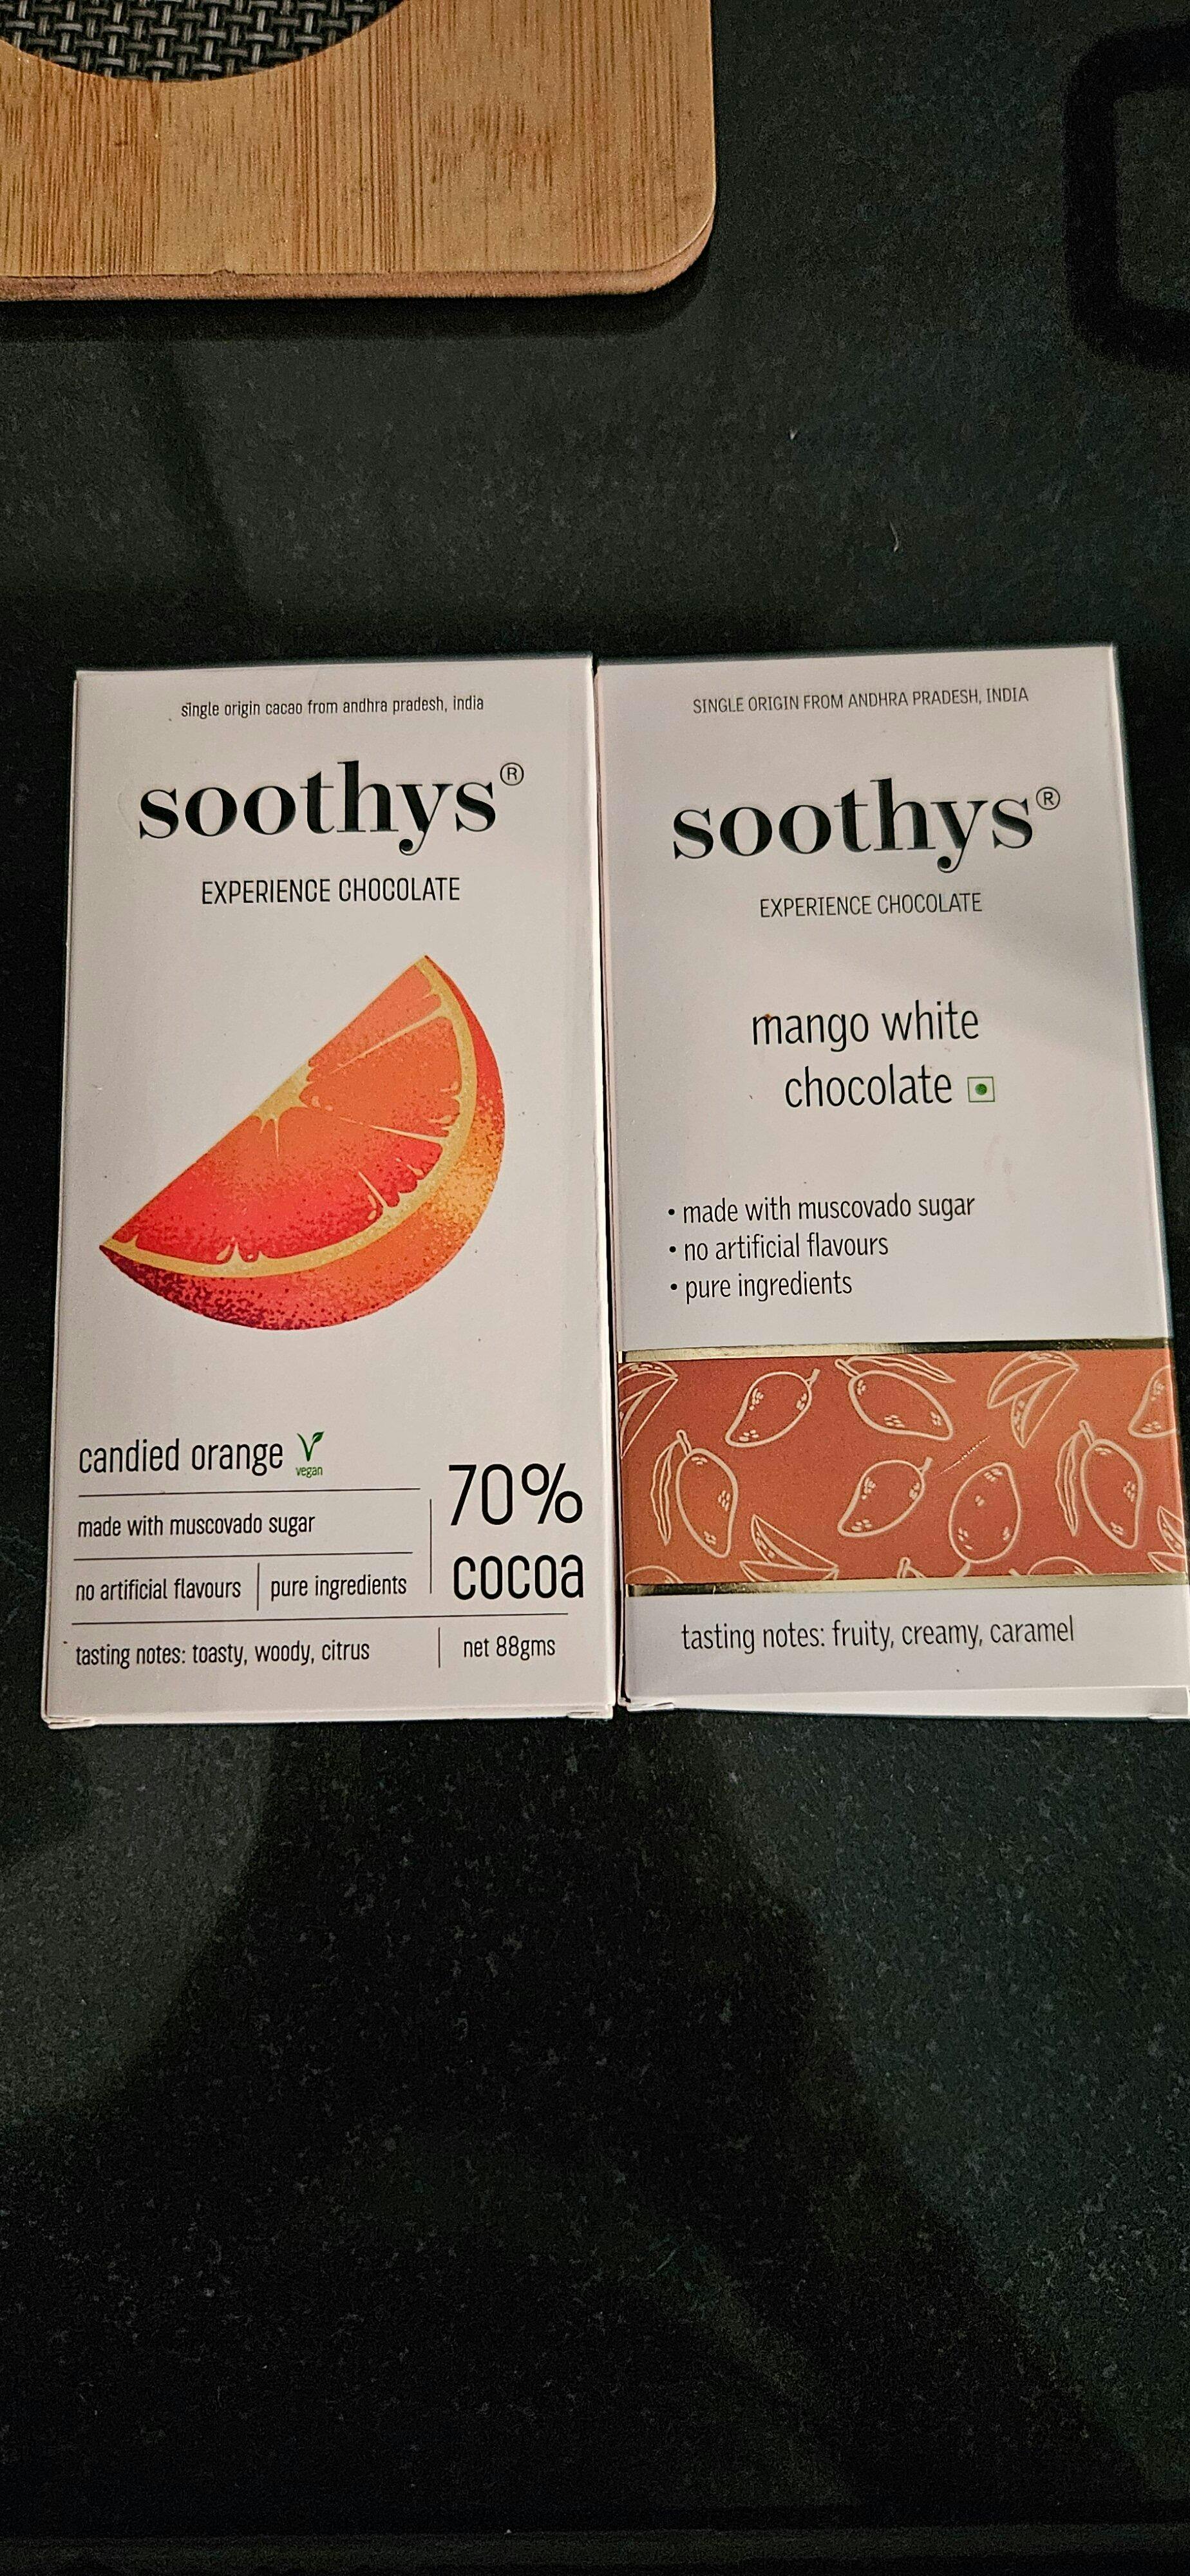 single origin cacao from andhra pradesh, india
soothys®
EXPERIENCE CHOCOLATE
candied orange
vegan
made with muscovado sugar
no artificial flavours
pure ingredients
70%
cocoa
tasting notes: toasty, woody, citrus
net 88gms
SINGLE ORIGIN FROM ANDHRA PRADESH, INDIA
soothys®
EXPERIENCE CHOCOLATE
mango white
chocolate
• made with muscovado sugar
• no artificial flavours
• pure ingredients
tasting notes: fruity, creamy, caramel